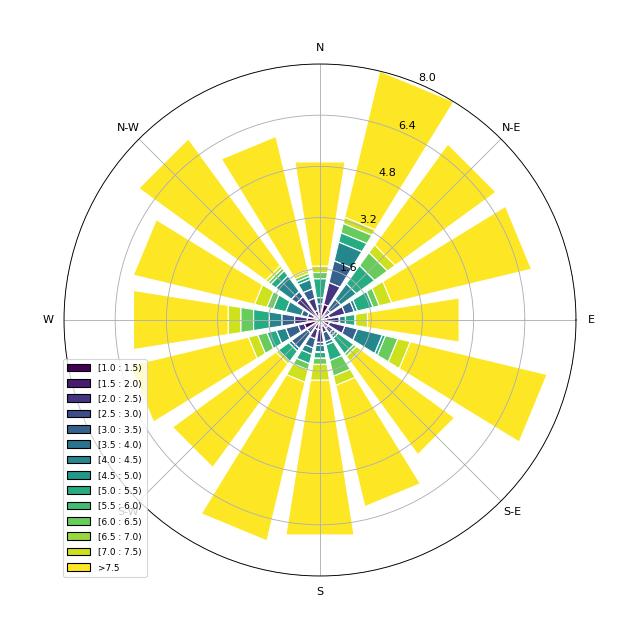 N
8.0
N-W
6.4
N-E
4.8
3.2
1.6
W
E
[1.0 : 1.5)
[1.5 : 2.0)
[2.0 : 2.5)
[2.5 : 3.0)
[3.0 : 3.5)
[3.5 : 4.0)
[4.0 : 4.5)
[4.5 : 5.0)
[5.0 : 5.5)
[5.5 : 6.0)
[6.0 : 6.5)
[6.5 : 7.0)
[7.0 : 7.5)
>7.5
S-W
S-E
S